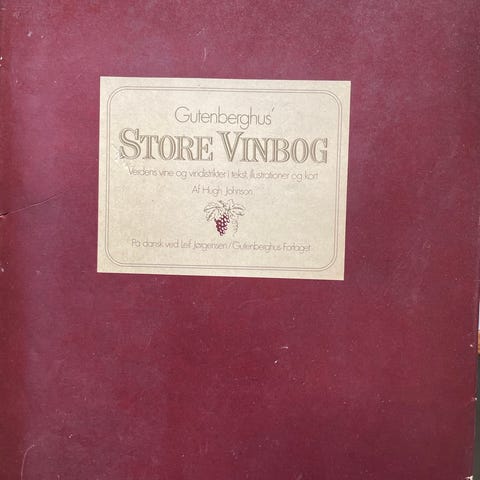 Gutenberghus'
STORE VINBOG
Verdens vine og vindistrikter i tekst, illustrationer og kort
Af Hugh Johnson
På dansk ved Leif Jørgensen/Gutenberghus-Forlaget